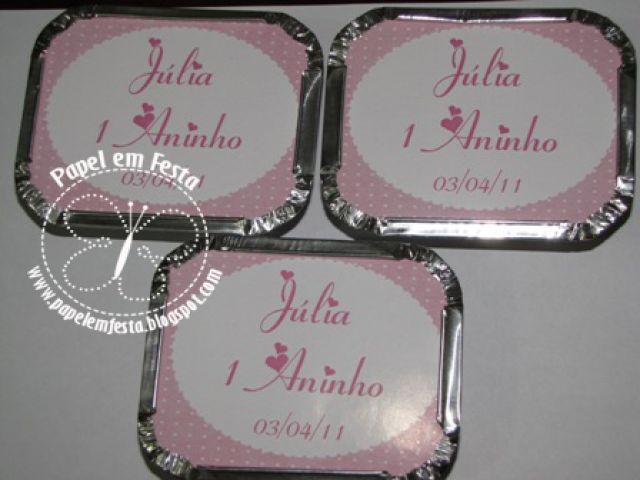 Júlia
1 Aninho
03/04/11
Júlia
1 Aninho
03/04/11
Papel em Festa
www.papelemfesta.blogspot.com
Júlia
1 Aninho
03/04/11